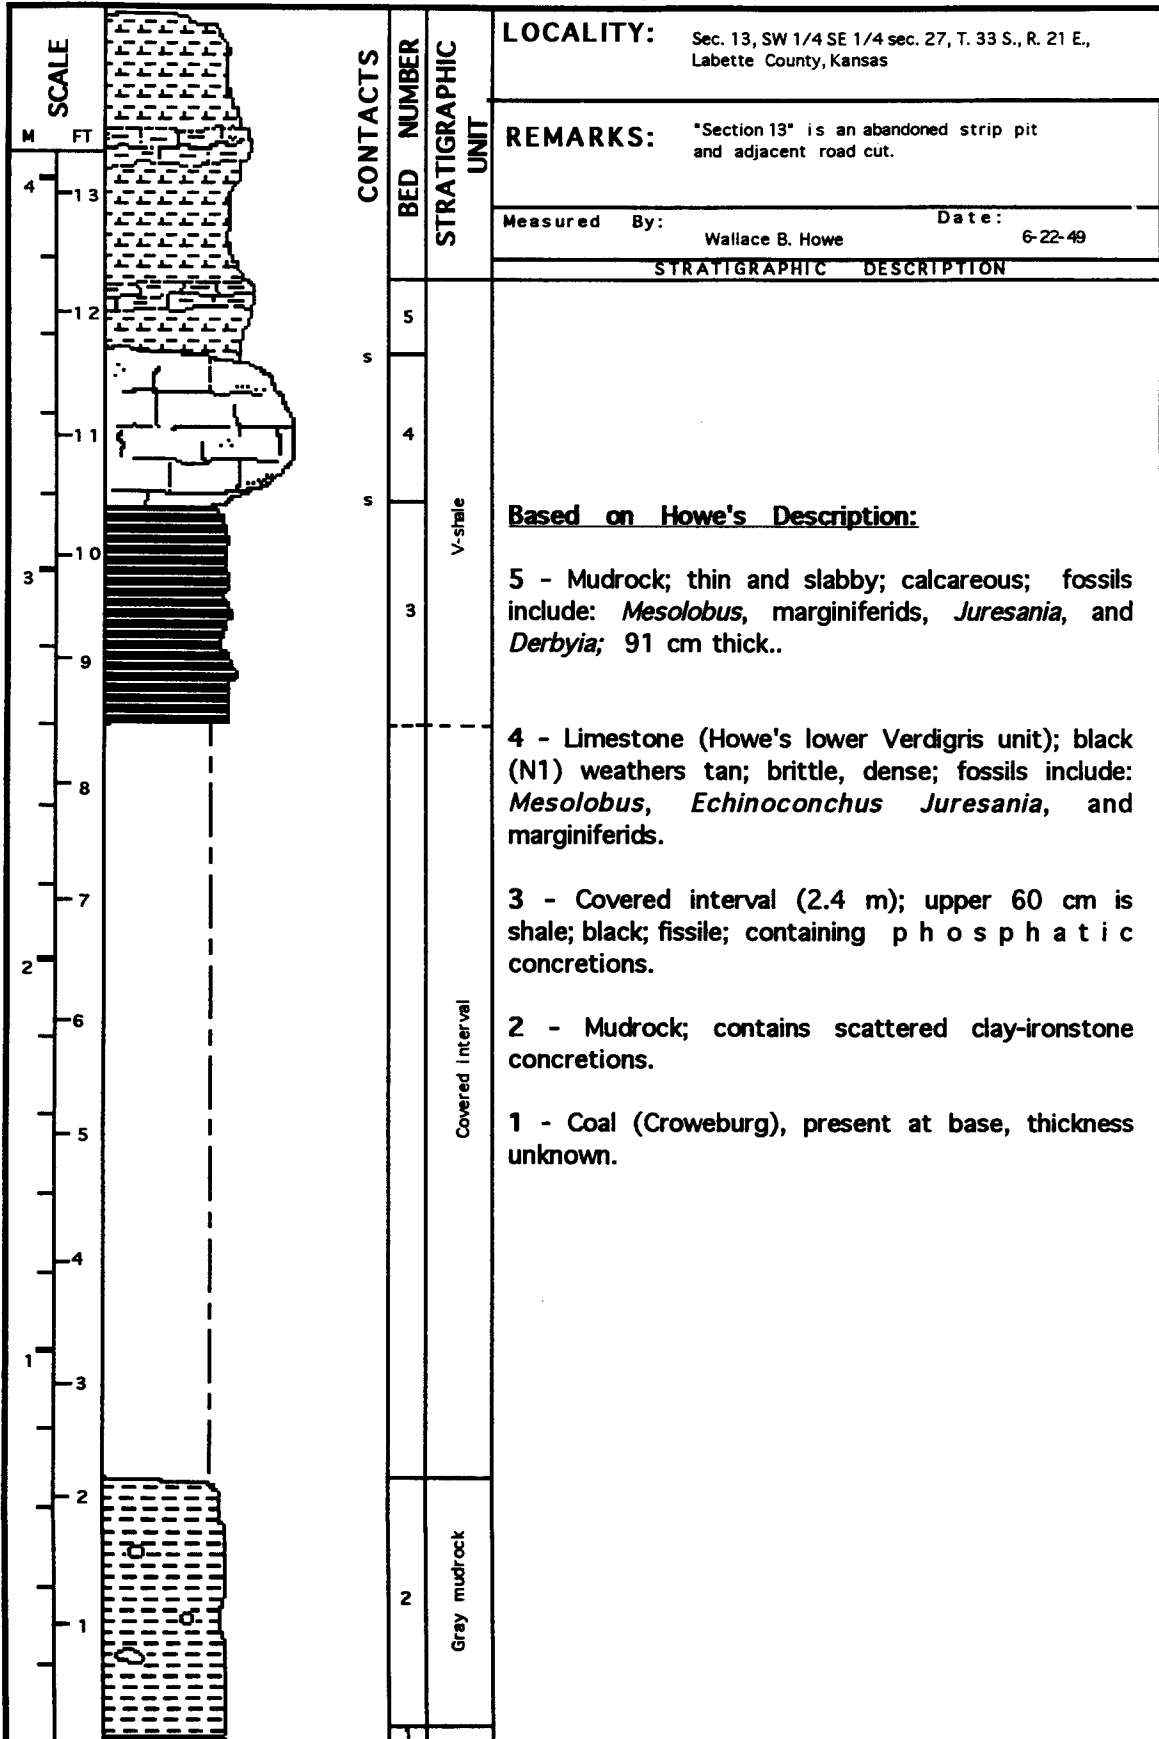 SCALE
M FT
CONTACTS
BED NUMBER
STRATIGRAPHIC
UNIT
LOCALITY: Sec. 13, SW 1/4 SE 1/4 sec. 27, T. 33 S., R. 21 E.,
Labette County, Kansas
REMARKS: "Section 13" is an abandoned strip pit
and adjacent road cut.
Measured By: Wallace B. Howe Date: 6-22-49
STRATIGRAPHIC DESCRIPTION
4
3
2
1
13
12
11
10
9
8
7
6
5
4
3
2
1
s
s
5
4
3
2
1
V-shale
Covered interval
Gray mudrock
Based on Howe's Description:
5 - Mudrock; thin and slabby; calcareous; fossils
include: Mesolobus, marginiferids, Juresania, and
Derbyia; 91 cm thick..
4 - Limestone (Howe's lower Verdigris unit); black
(N1) weathers tan; brittle, dense; fossils include:
Mesolobus, Echinoconchus Juresania, and
marginiferids.
3 - Covered interval (2.4 m); upper 60 cm is
shale; black; fissile; containing p h o s p h a t i c
concretions.
2 - Mudrock; contains scattered clay-ironstone
concretions.
1 - Coal (Croweburg), present at base, thickness
unknown.